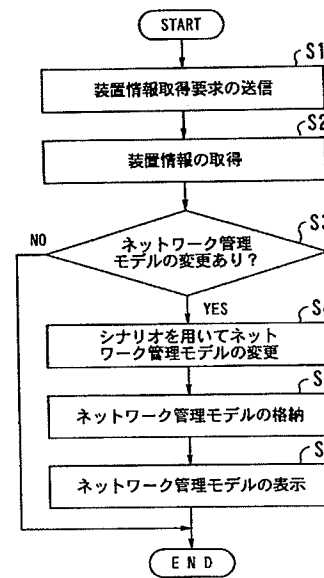 START
S1
装置情報取得要求の送信
S2
装置情報の取得
S3
NO
ネットワーク管理
モデルの変更あり?
YES
シナリオを用いてネット
ワーク管理モデルの変更
ネットワーク管理モデルの格納
ネットワーク管理モデルの表示
END